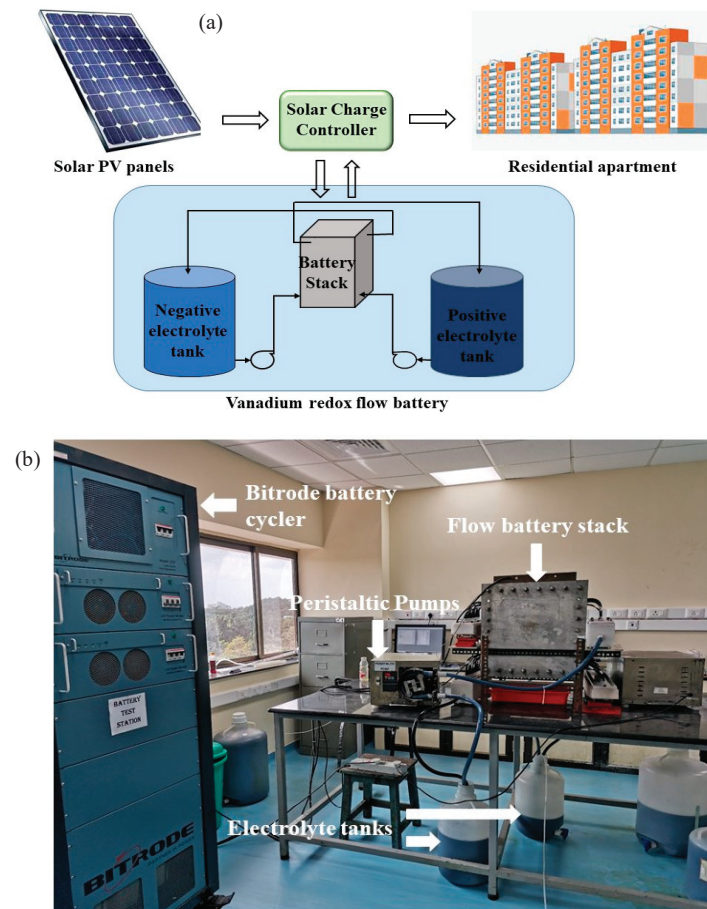 (a)
Solar Charge
Controller
Solar PV panels
Residential apartment
Battery
Stack
Negative
electrolyte
tank
Positive
electrolyte
tank
Vanadium redox flow battery
(b)
Bitrode battery
cycler
Flow battery stack
Peristaltic Pumps
BITRODE
BATTERY
TEST
STATION
Electrolyte tanks
BITRODE